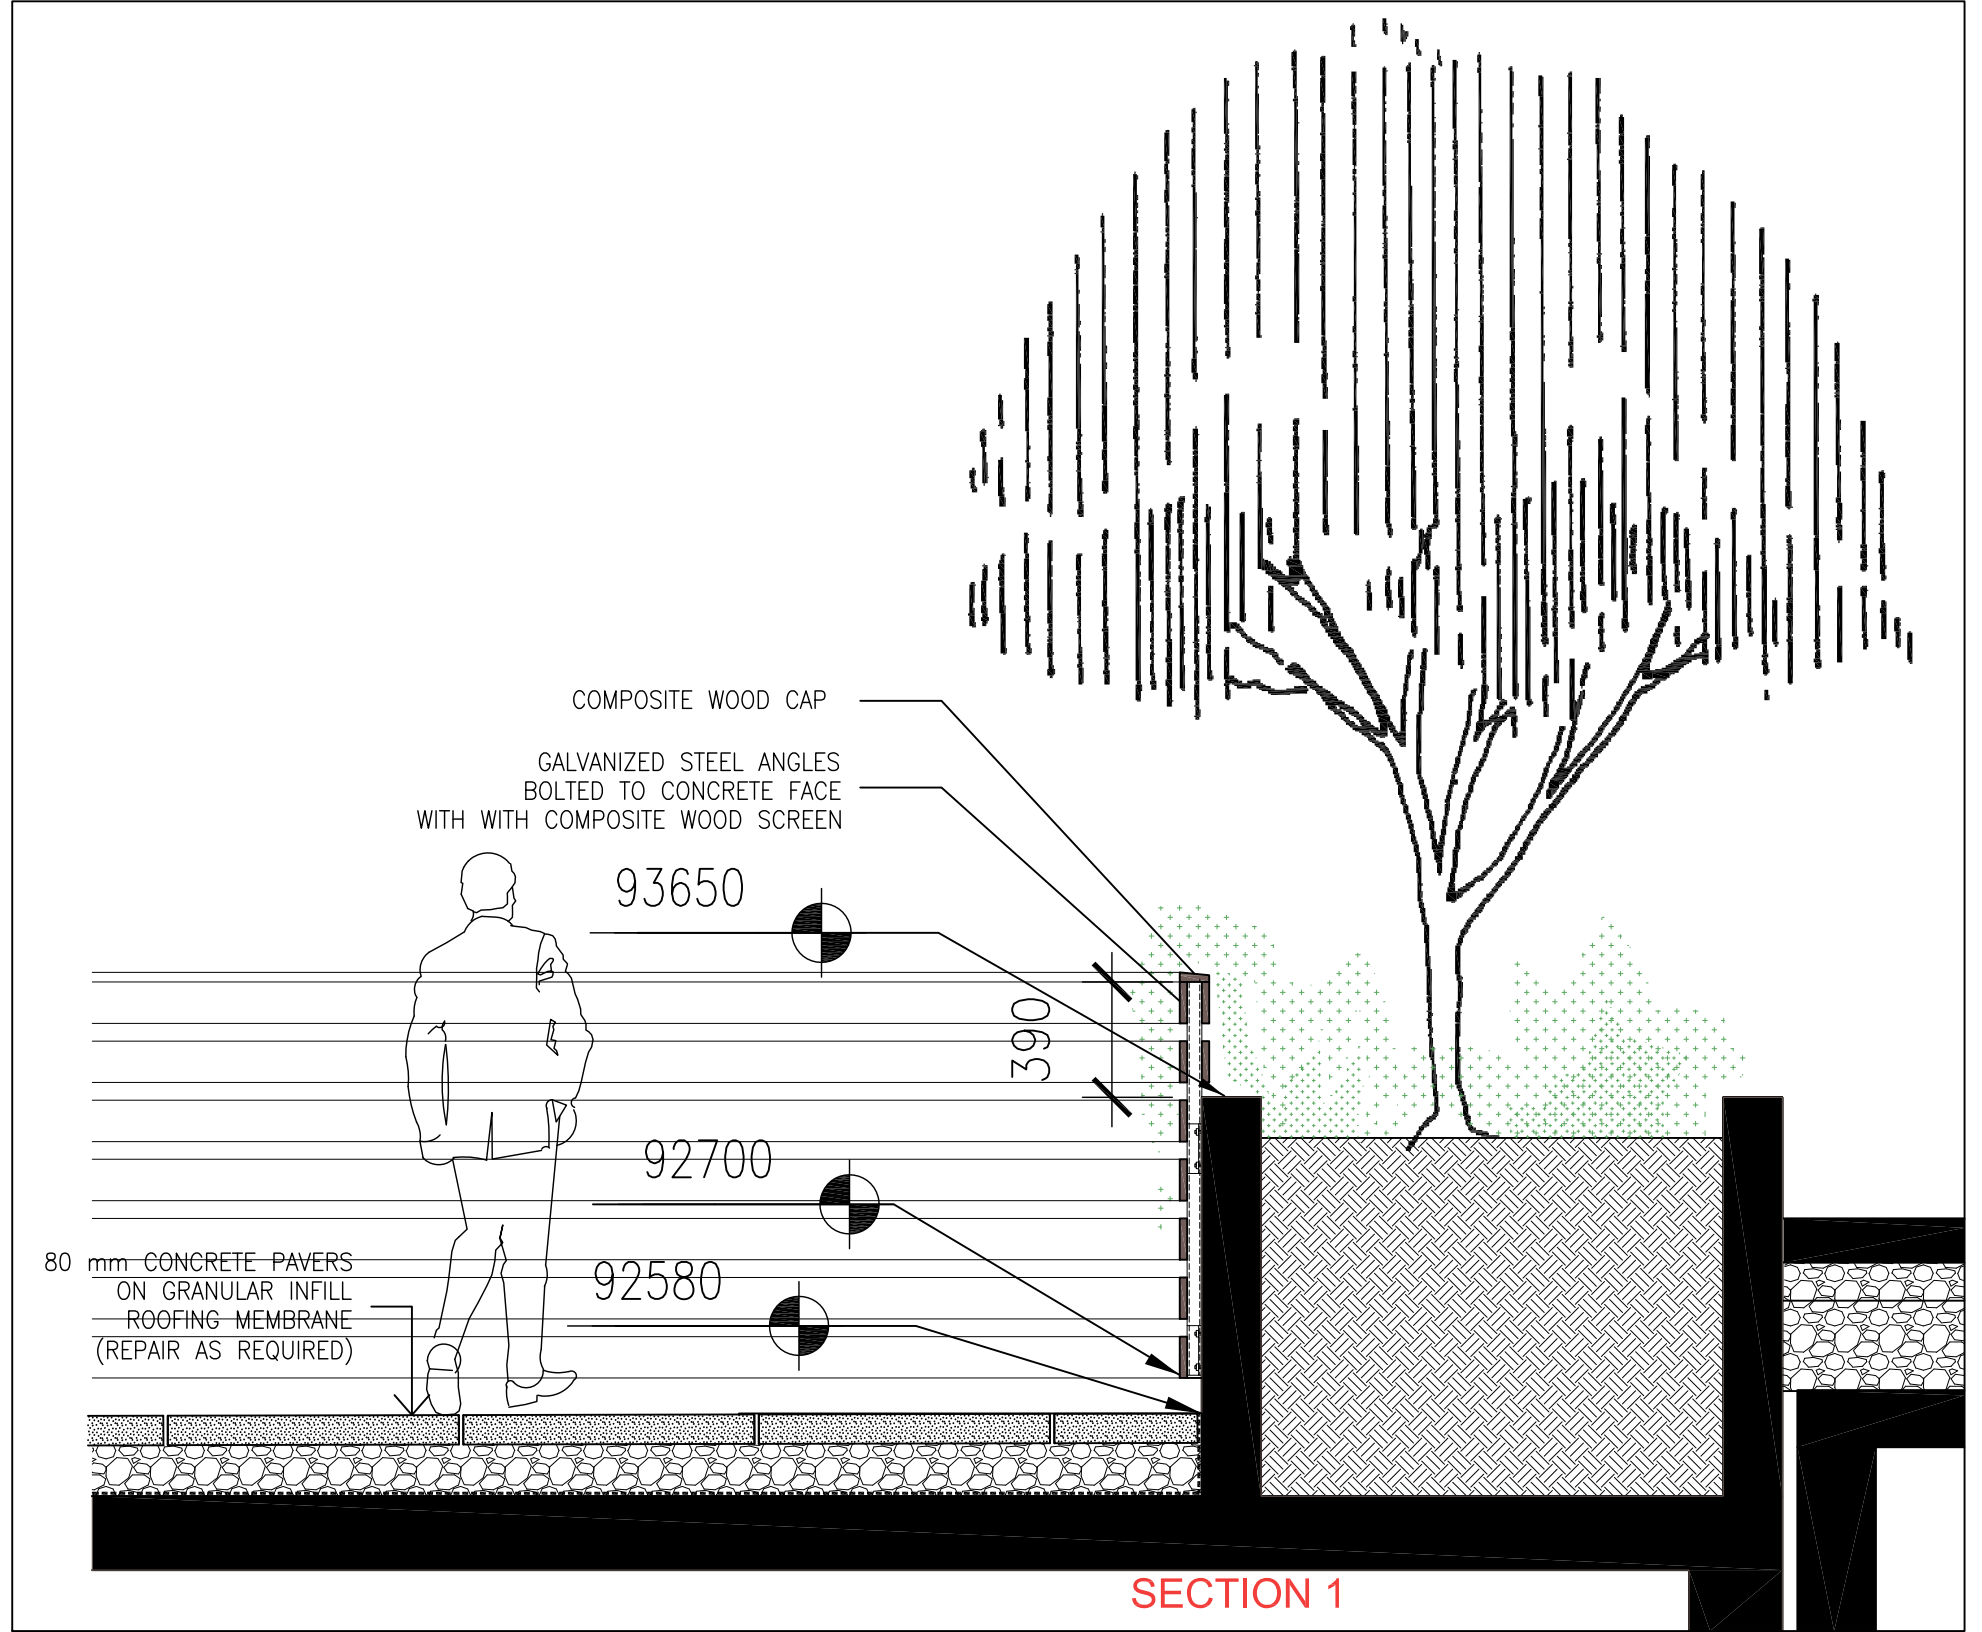 COMPOSITE WOOD CAP
GALVANIZED STEEL ANGLES
BOLTED TO CONCRETE FACE
WITH WITH COMPOSITE WOOD SCREEN
93650
390
92700
92580
80 mm CONCRETE PAVERS
ON GRANULAR INFILL
ROOFING MEMBRANE
(REPAIR AS REQUIRED)
SECTION 1